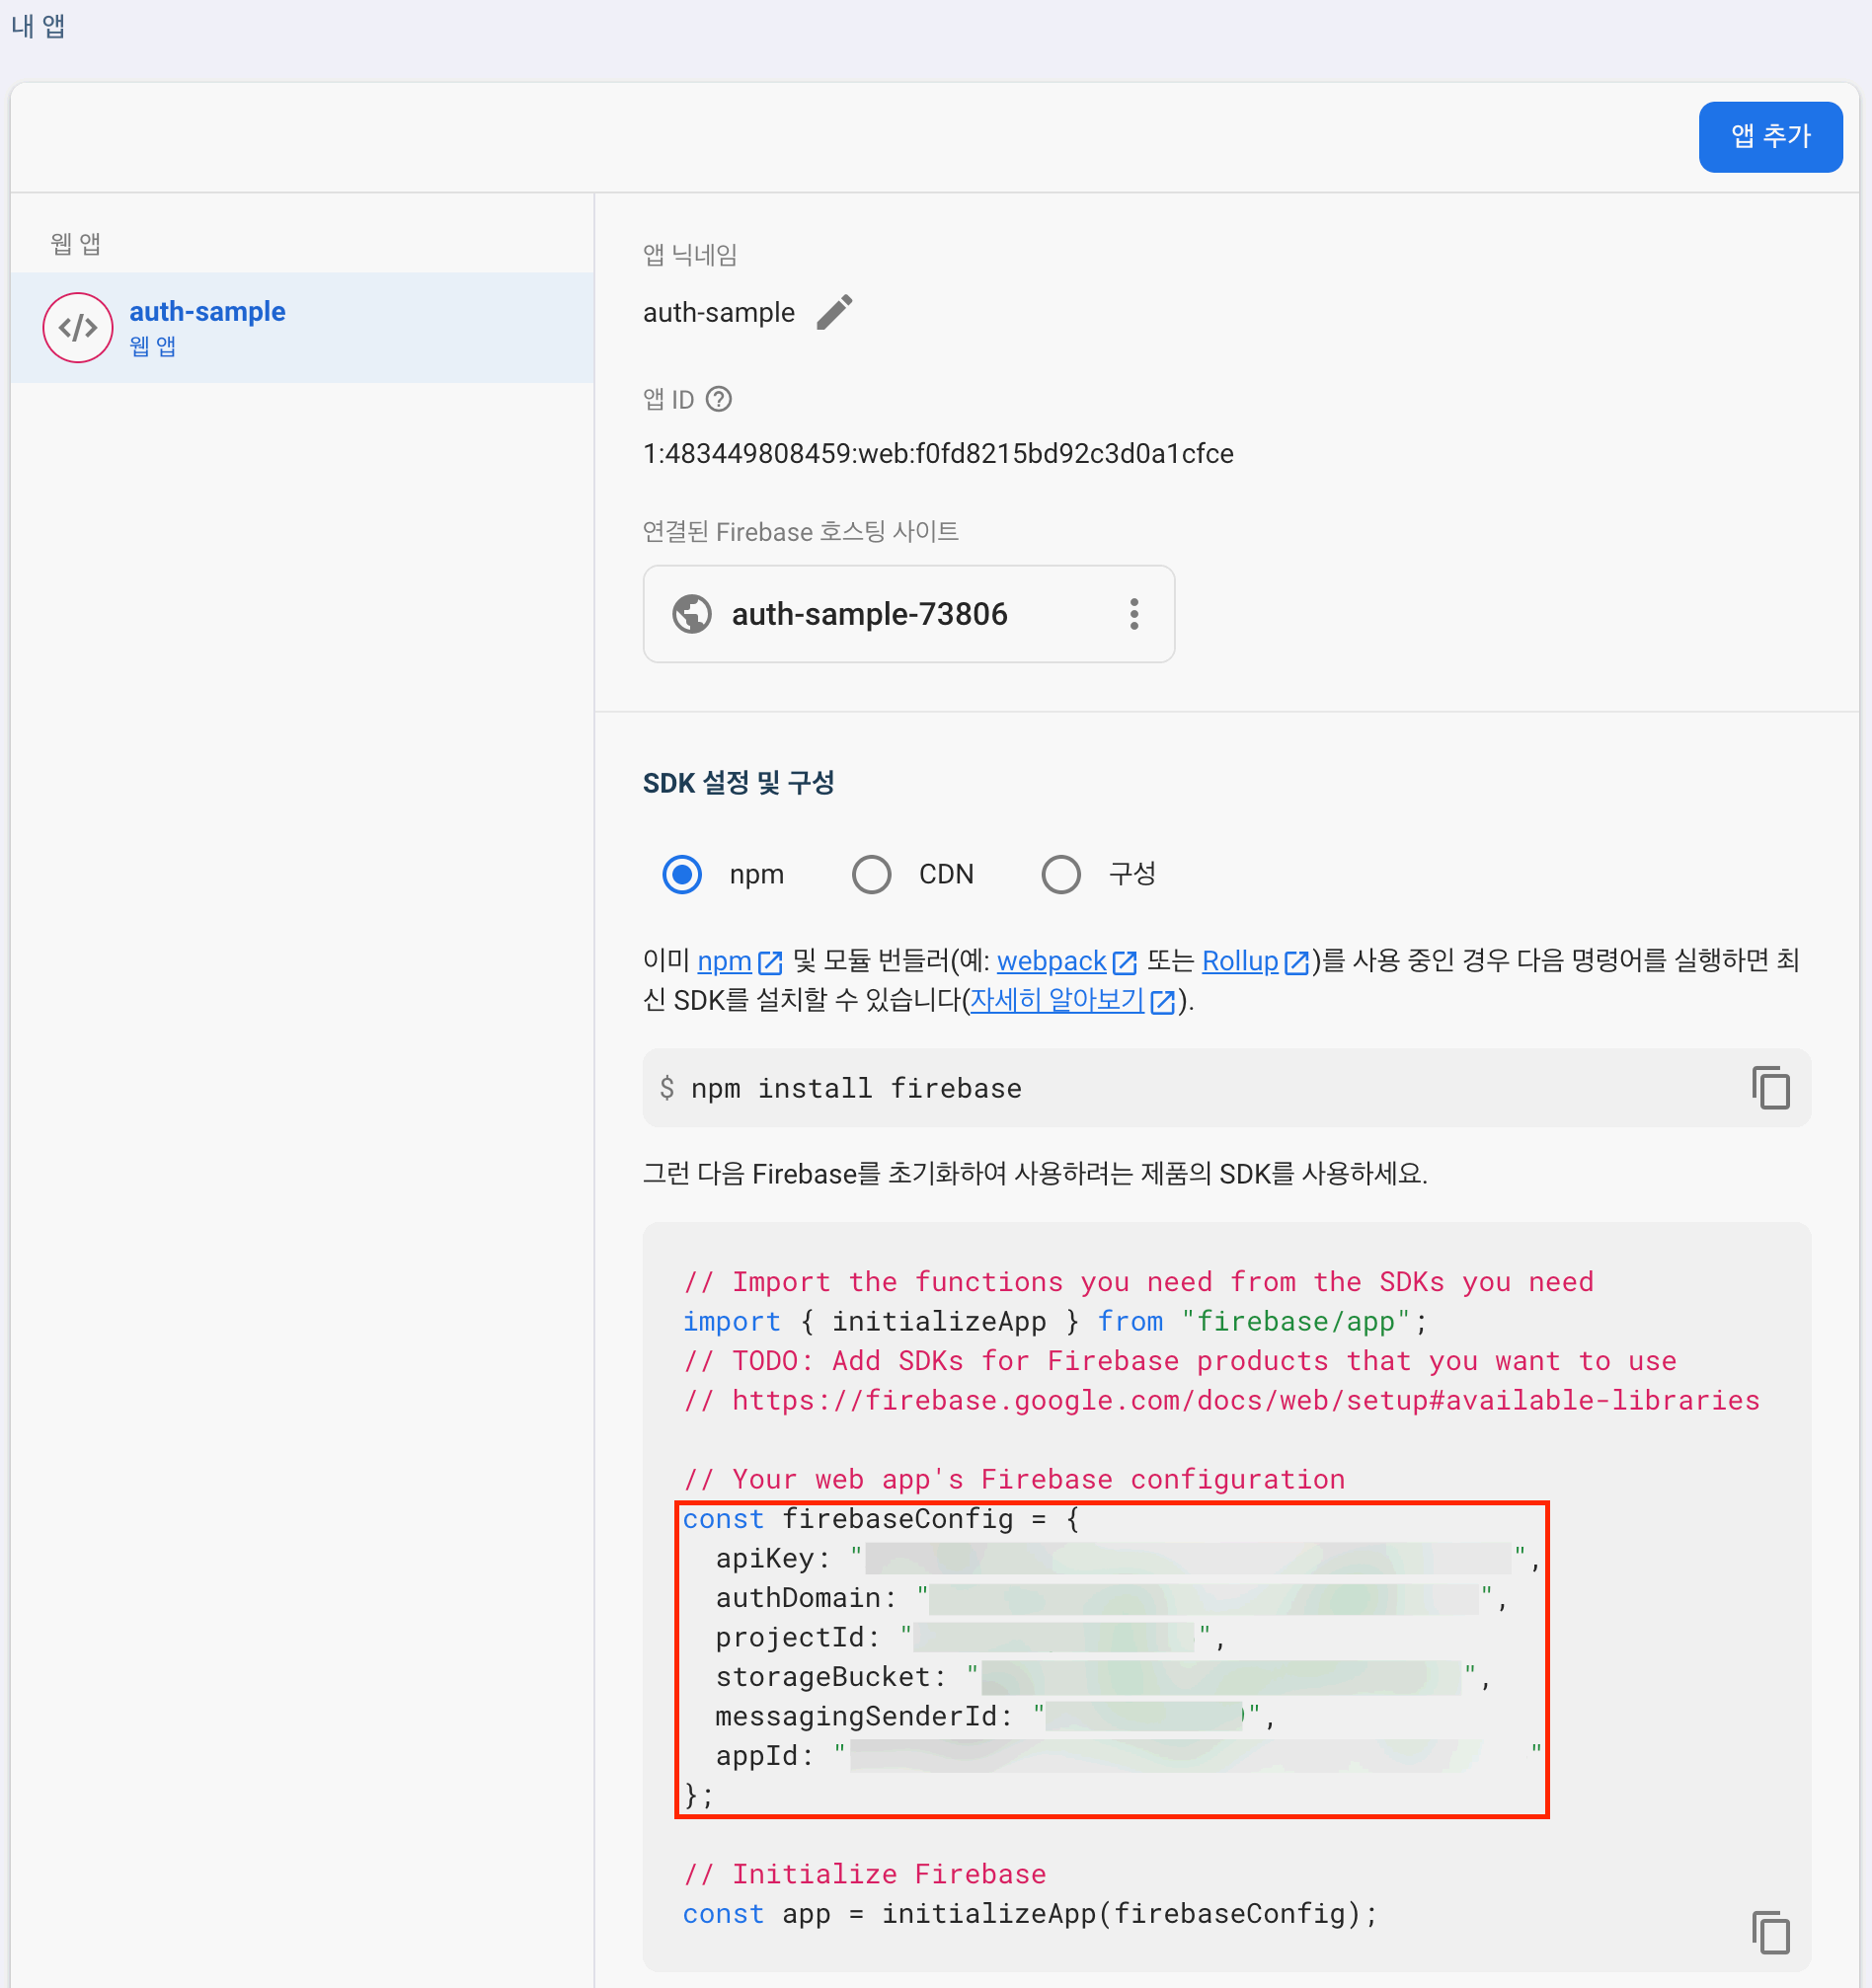 내 앱
앱 추가
웹 앱
auth-sample
웹 앱
앱 닉네임
auth-sample
앱 ID
1:483449808459:web:f0fd8215bd92c3d0a1cfce
연결된 Firebase 호스팅 사이트
auth-sample-73806
SDK 설정 및 구성
npm
CDN
구성
이미 npm 및 모듈 번들러(예: webpack 또는 Rollup)를 사용 중인 경우 다음 명령어를 실행하면 최
신 SDK를 설치할 수 있습니다(자세히 알아보기).
$ npm install firebase
그런 다음 Firebase를 초기화하여 사용하려는 제품의 SDK를 사용하세요.
// Import the functions you need from the SDKs you need
import { initializeApp } from "firebase/app";
// TODO: Add SDKs for Firebase products that you want to use
// https://firebase.google.com/docs/web/setup#available-libraries
// Your web app's Firebase configuration
const firebaseConfig = {
apiKey: "",
authDomain: "",
projectId: "",
storageBucket: "",
messagingSenderId: "",
appId: ""
};
// Initialize Firebase
const app = initializeApp(firebaseConfig);